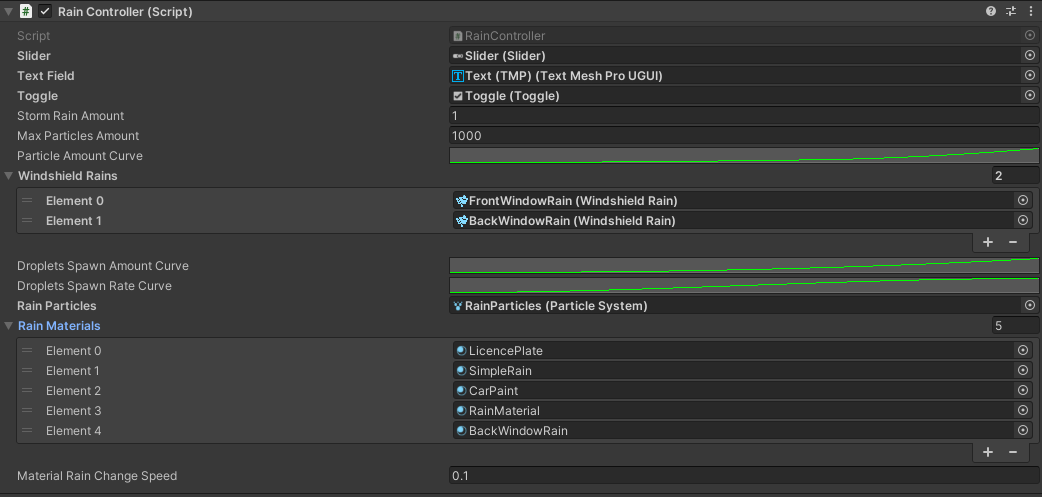 Rain Controller (Script)
Script RainController
Slider Slider (Slider)
Text Field Text (TMP) (Text Mesh Pro UGUI)
Toggle Toggle (Toggle)
Storm Rain Amount 1
Max Particles Amount 1000
Particle Amount Curve
Windshield Rains 2
Element 0 FrontWindowRain (Windshield Rain)
Element 1 BackWindowRain (Windshield Rain)
Droplets Spawn Amount Curve
Droplets Spawn Rate Curve
Rain Particles RainParticles (Particle System)
Rain Materials 5
Element 0 LicencePlate
Element 1 SimpleRain
Element 2 CarPaint
Element 3 RainMaterial
Element 4 BackWindowRain
Material Rain Change Speed 0.1